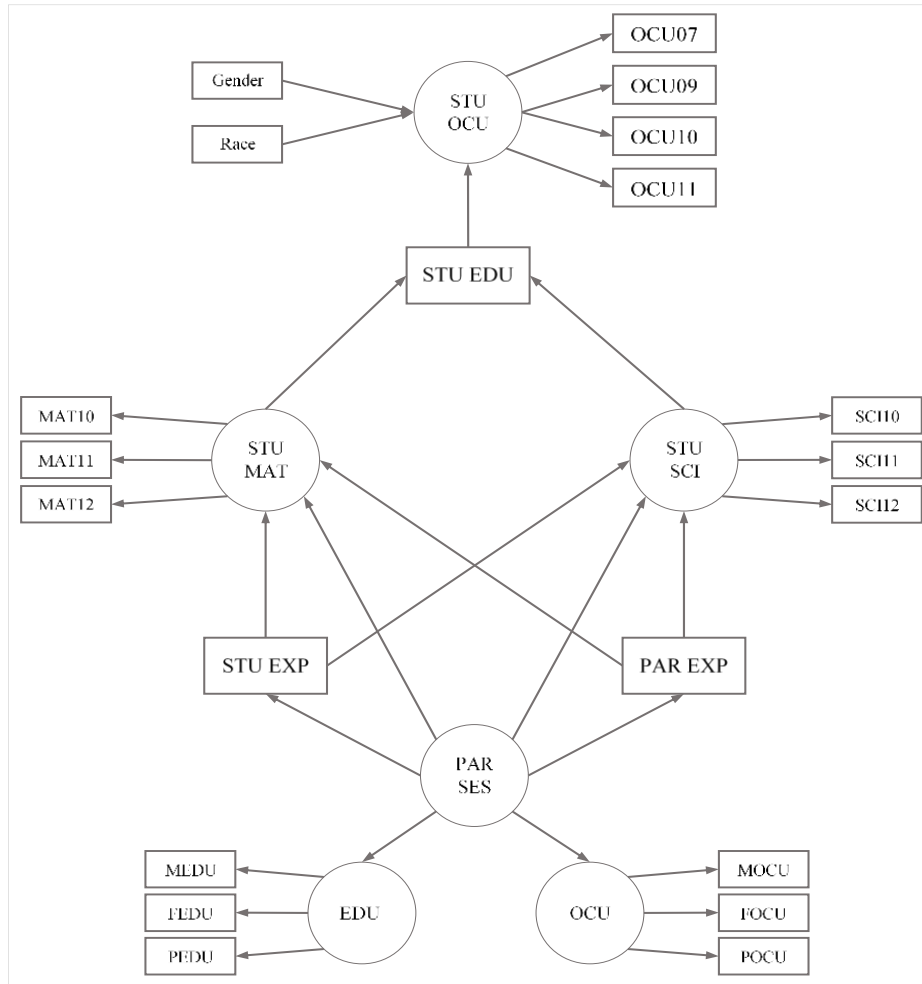 OCU07
Gender
STU
OCU
OCU09
Race
OCU10
OCU11
STU EDU
MAT10
MAT11
MAT12
STU
MAT
STU
SCI
SCI10
SCI11
SCI12
STU EXP
PAR EXP
PAR
SES
MEDU
FEDU
PEDU
EDU
OCU
MOCU
FOCU
POCU